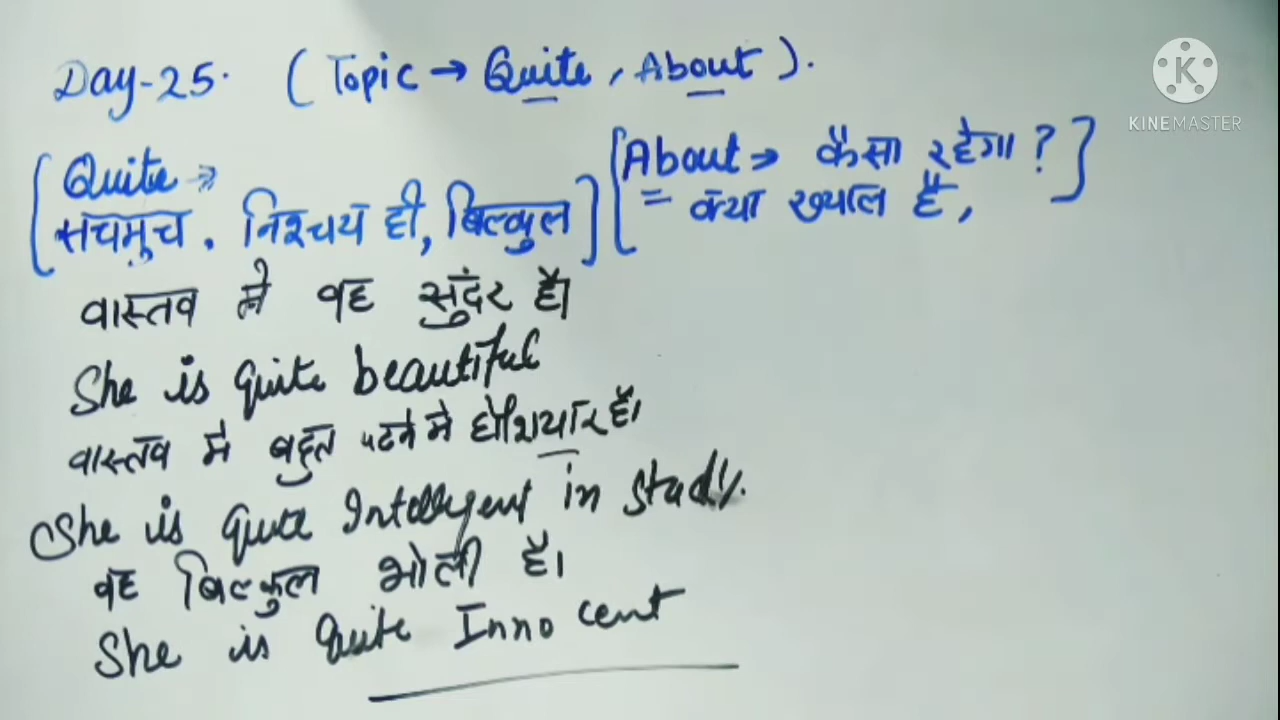 Day-25. ( Topic → Quite, About ).
[ Quite →
सचमुच, निश्चय ही, बिल्कुल ]
[ About → कैसा रहेगा ? ]
= क्या ख्याल है,
वास्तव मे वह सुंदर है।
She is quite beautiful
वास्तव मे बहुत पढने मे होशियार है।
She is quite Intelligent in study.
वह बिल्कुल भोली है।
She is quite Innocent
KINEMASTER